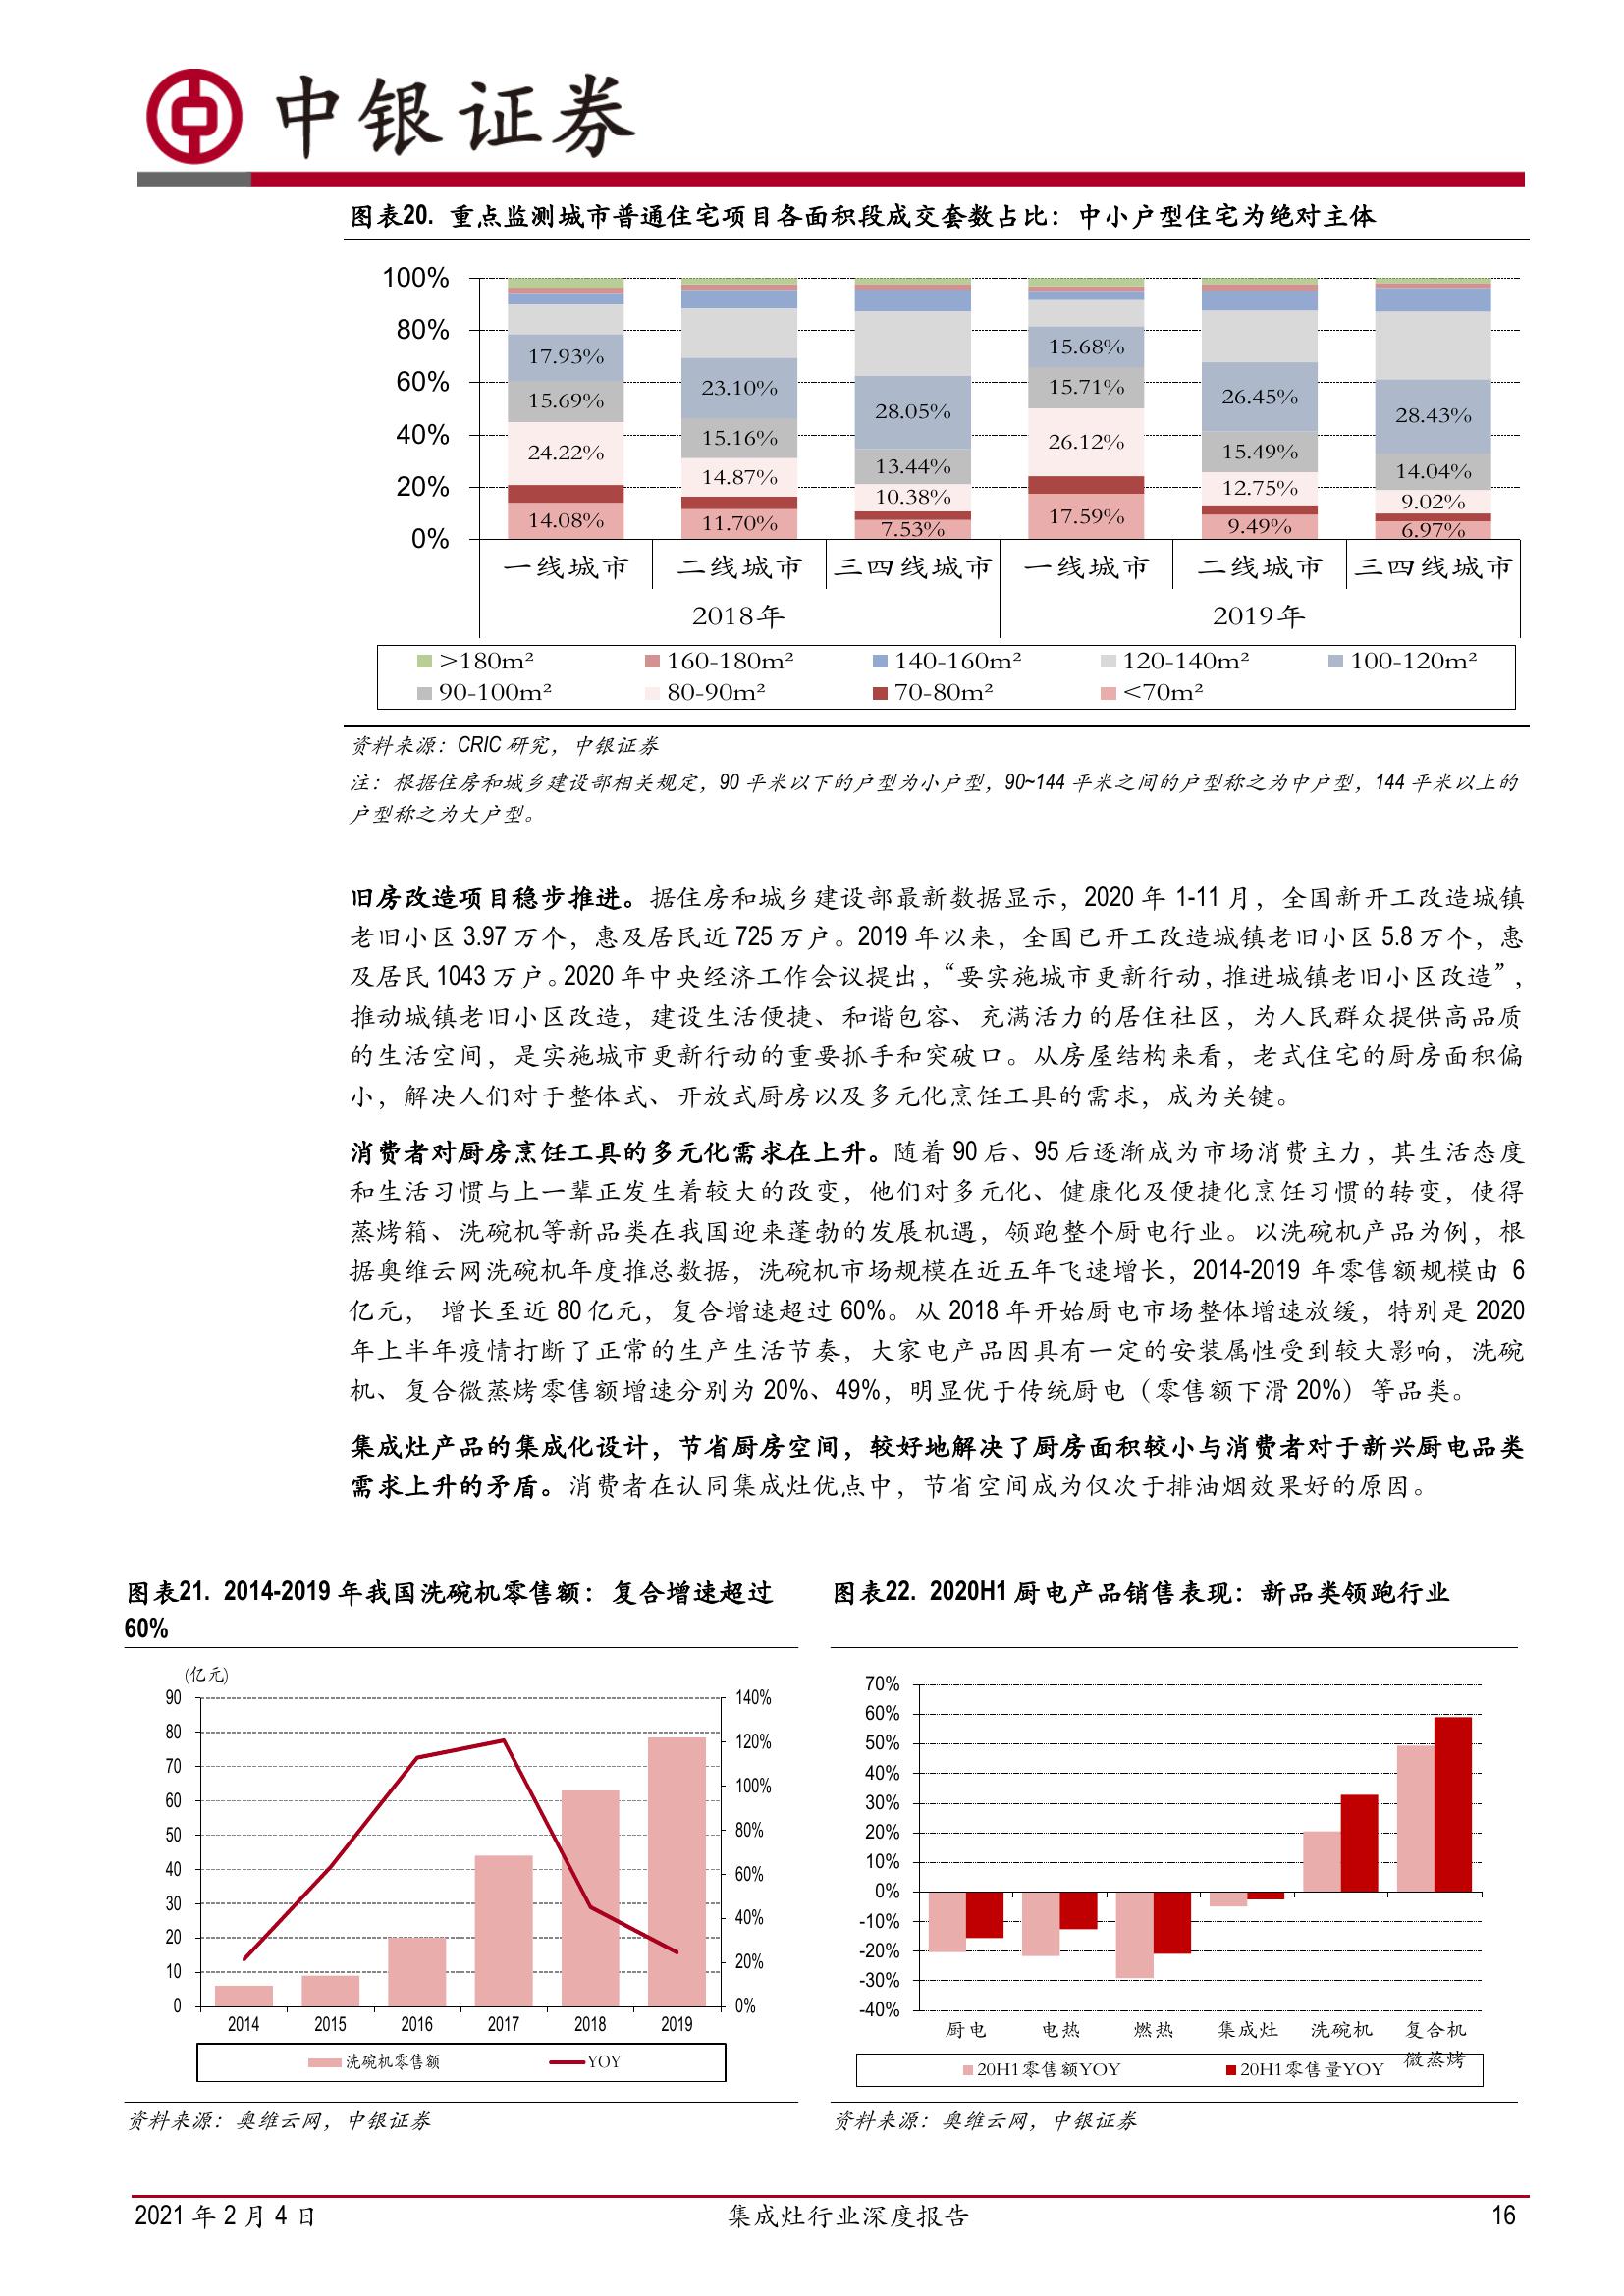 中银证券
图表20. 重点监测城市普通住宅项目各面积段成交套数占比：中小户型住宅为绝对主体
100%
80%
60%
40%
20%
0%
17.93%
15.69%
24.22%
14.08%
23.10%
15.16%
14.87%
11.70%
28.05%
13.44%
10.38%
7.53%
15.68%
15.71%
26.12%
17.59%
26.45%
15.49%
12.75%
9.49%
28.43%
14.04%
9.02%
6.97%
一线城市 二线城市 三四线城市 一线城市 二线城市 三四线城市
2018年 2019年
>180m² 160-180m² 140-160m² 120-140m² 100-120m²
90-100m² 80-90m² 70-80m² <70m²
资料来源：CRIC 研究，中银证券
注：根据住房和城乡建设部相关规定，90 平米以下的户型为小户型，90~144 平米之间的户型称之为中户型，144 平米以上的
户型称之为大户型。
旧房改造项目稳步推进。据住房和城乡建设部最新数据显示，2020 年 1-11 月，全国新开工改造城镇
老旧小区 3.97 万个，惠及居民近 725 万户。2019 年以来，全国已开工改造城镇老旧小区 5.8 万个，惠
及居民 1043 万户。2020 年中央经济工作会议提出，“要实施城市更新行动，推进城镇老旧小区改造”，
推动城镇老旧小区改造，建设生活便捷、和谐包容、充满活力的居住社区，为人民群众提供高品质
的生活空间，是实施城市更新行动的重要抓手和突破口。从房屋结构来看，老式住宅的厨房面积偏
小，解决人们对于整体式、开放式厨房以及多元化烹饪工具的需求，成为关键。
消费者对厨房烹饪工具的多元化需求在上升。随着 90 后、95 后逐渐成为市场消费主力，其生活态度
和生活习惯与上一辈正发生着较大的改变，他们对多元化、健康化及便捷化烹饪习惯的转变，使得
蒸烤箱、洗碗机等新品类在我国迎来蓬勃的发展机遇，领跑整个厨电行业。以洗碗机产品为例，根
据奥维云网洗碗机年度推总数据，洗碗机市场规模在近五年飞速增长，2014-2019 年零售额规模由 6
亿元， 增长至近 80 亿元，复合增速超过 60%。从 2018 年开始厨电市场整体增速放缓，特别是 2020
年上半年疫情打断了正常的生产生活节奏，大家电产品因具有一定的安装属性受到较大影响，洗碗
机、复合微蒸烤零售额增速分别为 20%、49%，明显优于传统厨电（零售额下滑 20%）等品类。
集成灶产品的集成化设计，节省厨房空间，较好地解决了厨房面积较小与消费者对于新兴厨电品类
需求上升的矛盾。消费者在认同集成灶优点中，节省空间成为仅次于排油烟效果好的原因。
图表21. 2014-2019 年我国洗碗机零售额：复合增速超过
60%
(亿元)
90
80
70
60
50
40
30
20
10
0
140%
120%
100%
80%
60%
40%
20%
0%
2014 2015 2016 2017 2018 2019
洗碗机零售额 YOY
资料来源：奥维云网，中银证券
图表22. 2020H1 厨电产品销售表现：新品类领跑行业
70%
60%
50%
40%
30%
20%
10%
0%
-10%
-20%
-30%
-40%
厨电 电热 燃热 集成灶 洗碗机 复合机
微蒸烤
20H1零售额YOY 20H1零售量YOY
资料来源：奥维云网，中银证券
2021 年 2 月 4 日 集成灶行业深度报告 16